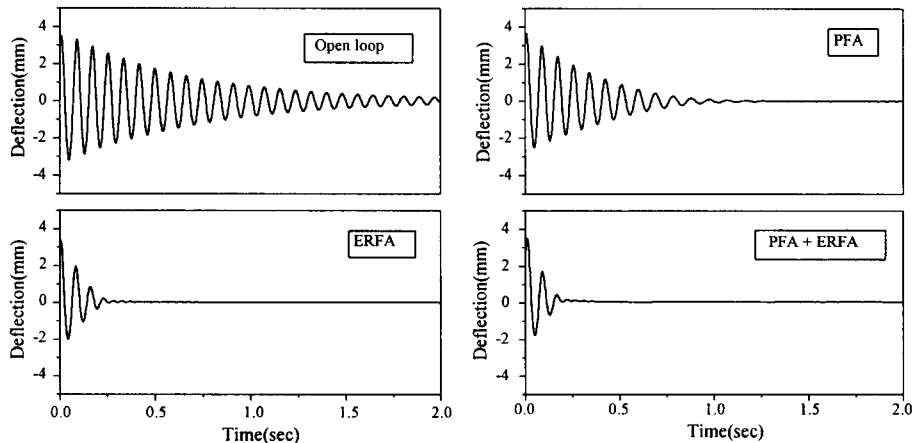 Deflection(mm)
4
2
0
-2
-4
Open loop
Deflection(mm)
4
2
0
-2
-4
PFA
Deflection(mm)
4
2
0
-2
-4
ERFA
0.0 0.5 1.0 1.5 2.0
Time(sec)
Deflection(mm)
4
2
0
-2
-4
PFA + ERFA
0.0 0.5 1.0 1.5 2.0
Time(sec)